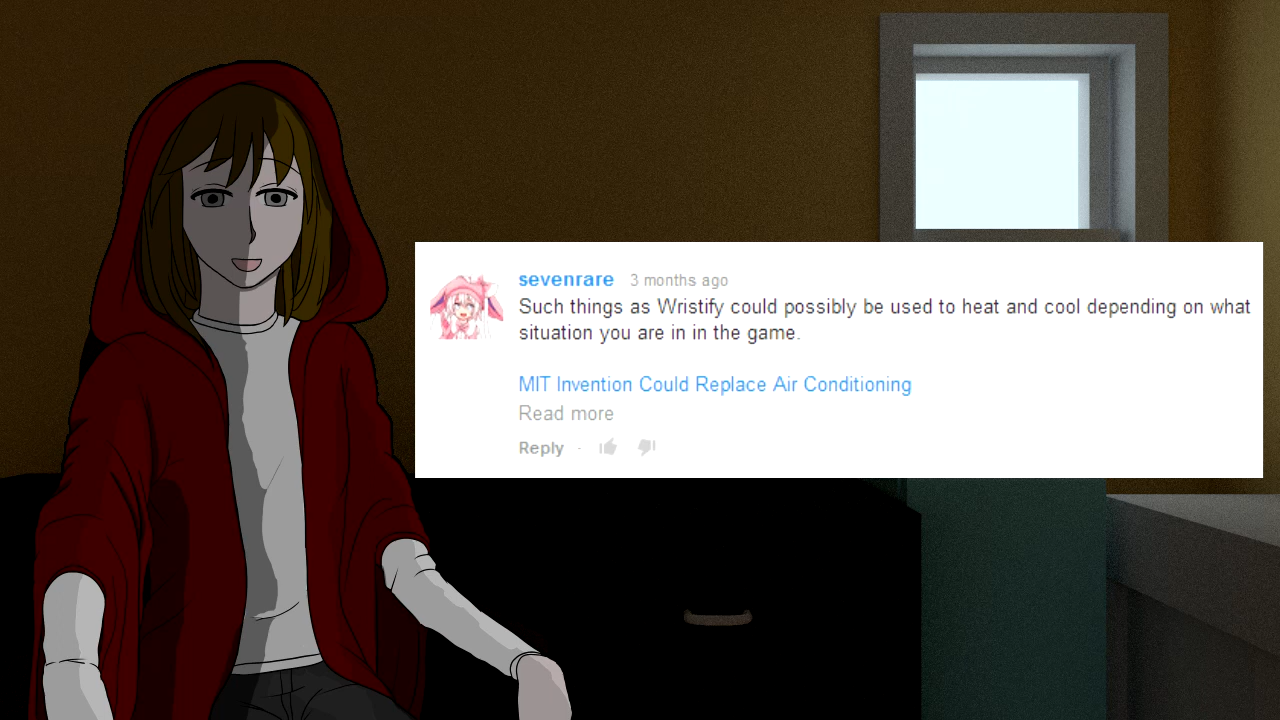 sevenrare 3 months ago
Such things as Wristify could possibly be used to heat and cool depending on what
situation you are in in the game.
MIT Invention Could Replace Air Conditioning
Read more
Reply ·